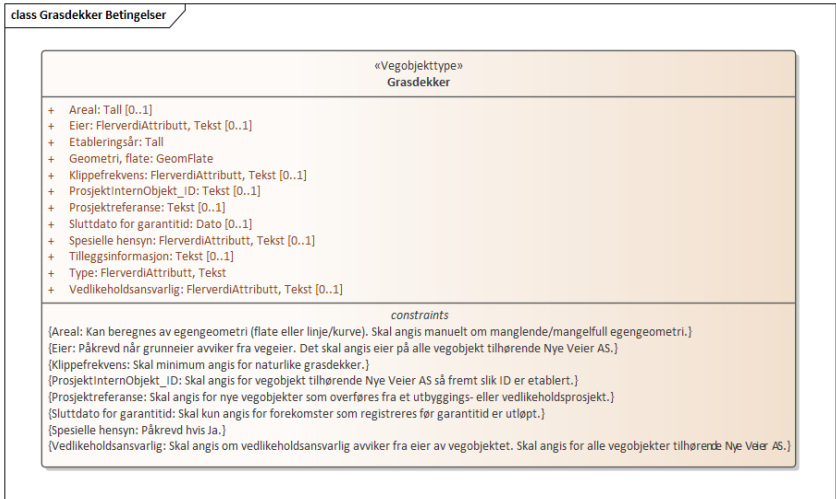 class Grasdekker Betingelser
«Vegobjekttype»
Grasdekker
+ Areal: Tall [0..1]
+ Eier: FlerverdiAttributt, Tekst [0..1]
+ Etableringsår: Tall
+ Geometri, flate: GeomFlate
+ Klippefrekvens: FlerverdiAttributt, Tekst [0..1]
+ ProsjektInternObjekt_ID: Tekst [0..1]
+ Prosjektreferanse: Tekst [0..1]
+ Sluttdato for garantitid: Dato [0..1]
+ Spesielle hensyn: FlerverdiAttributt, Tekst [0..1]
+ Tilleggsinformasjon: Tekst [0..1]
+ Type: FlerverdiAttributt, Tekst
+ Vedlikeholdsansvarlig: FlerverdiAttributt, Tekst [0..1]
constraints
{Areal: Kan beregnes av egengeometri (flate eller linje/kurve). Skal angis manuelt om manglende/mangelfull egengeometri.}
{Eier: Påkrevd når grunneier avviker fra vegeier. Det skal angis eier på alle vegobjekt tilhørende Nye Veier AS.}
{Klippefrekvens: Skal minimum angis for naturlike grasdekker.}
{ProsjektInternObjekt_ID: Skal angis for vegobjekt tilhørende Nye Veier AS så fremt slik ID er etablert.}
{Prosjektreferanse: Skal angis for nye vegobjekter som overføres fra et utbyggings- eller vedlikeholdsprosjekt.}
{Sluttdato for garantitid: Skal kun angis for forekomster som registreres før garantitid er utløpt.}
{Spesielle hensyn: Påkrevd hvis Ja.}
{Vedlikeholdsansvarlig: Skal angis om vedlikeholdsansvarlig avviker fra eier av vegobjektet. Skal angis for alle vegobjekter tilhørende Nye Veier AS.}